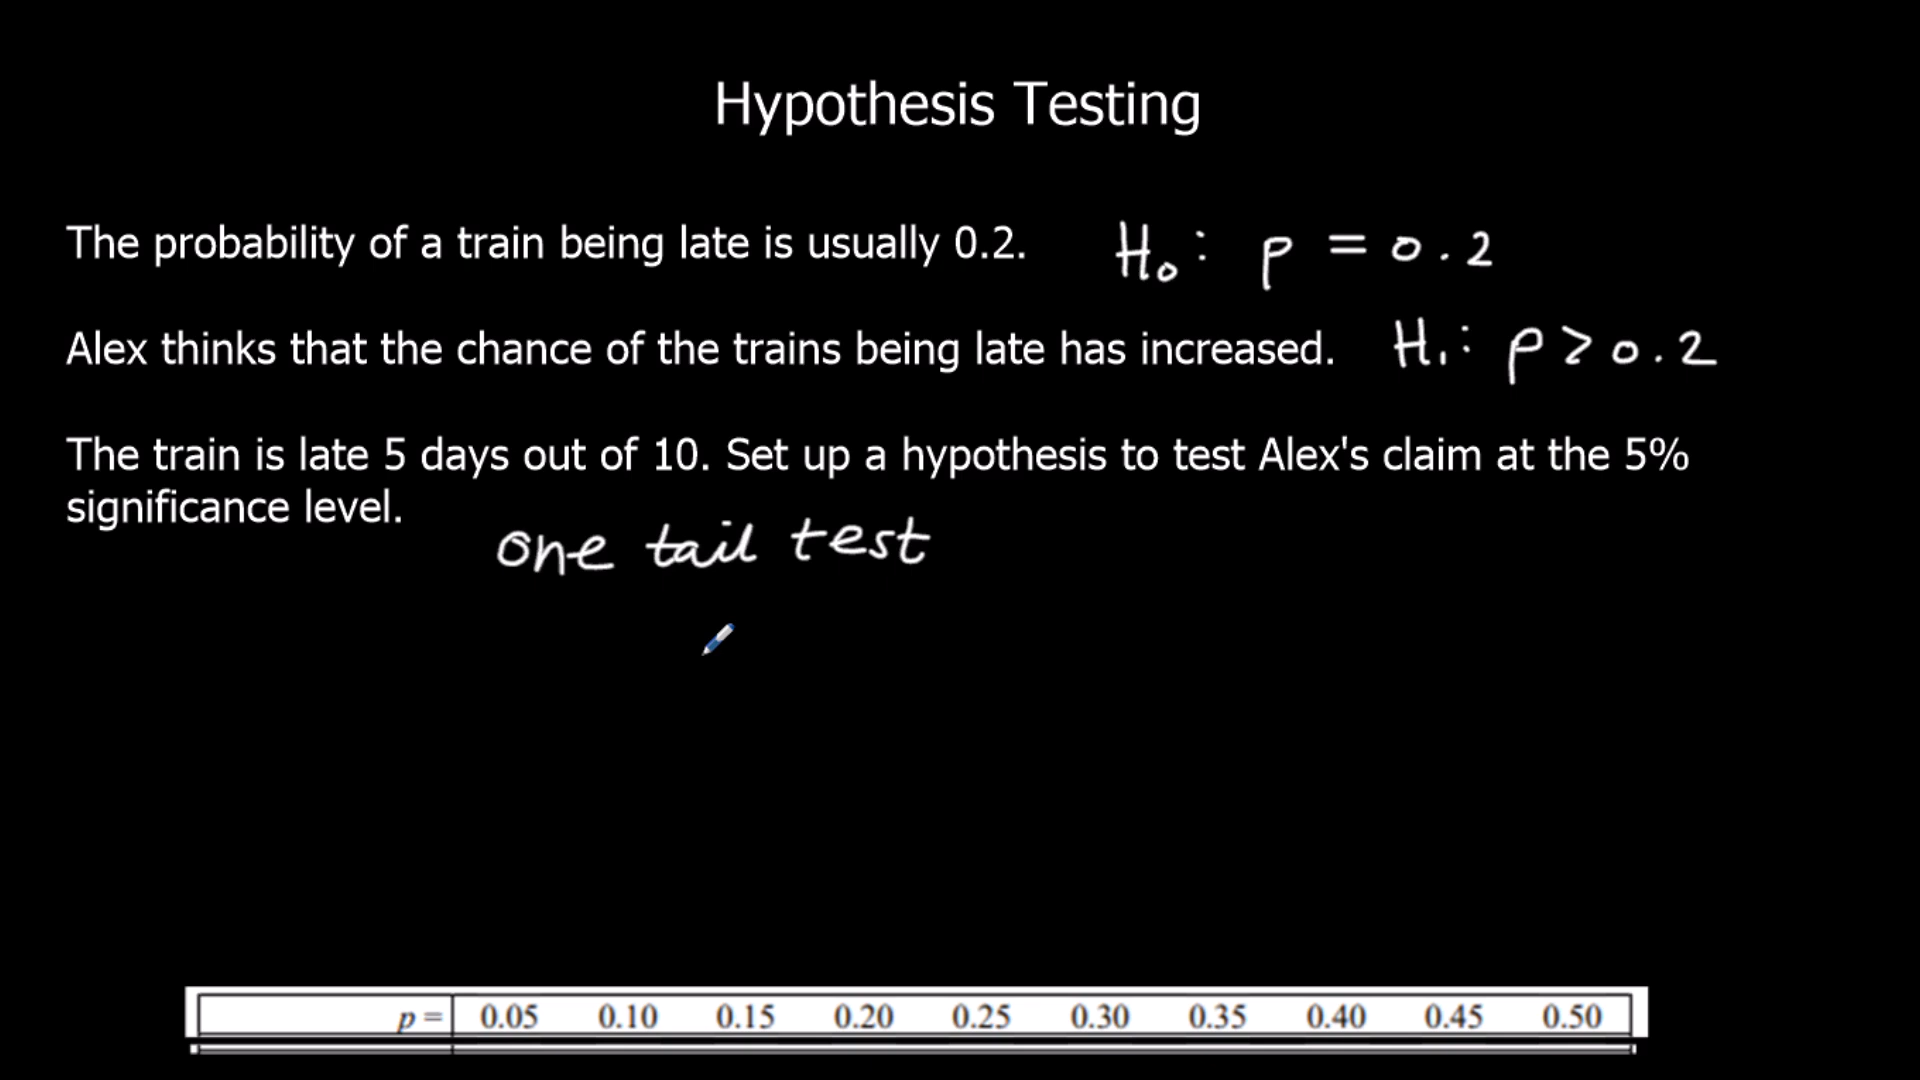 Hypothesis Testing
The probability of a train being late is usually 0.2. H₀: p = 0.2
Alex thinks that the chance of the trains being late has increased. H₁: p > 0.2
The train is late 5 days out of 10. Set up a hypothesis to test Alex's claim at the 5%
significance level.
one tail test
p = 0.05 0.10 0.15 0.20 0.25 0.30 0.35 0.40 0.45 0.50